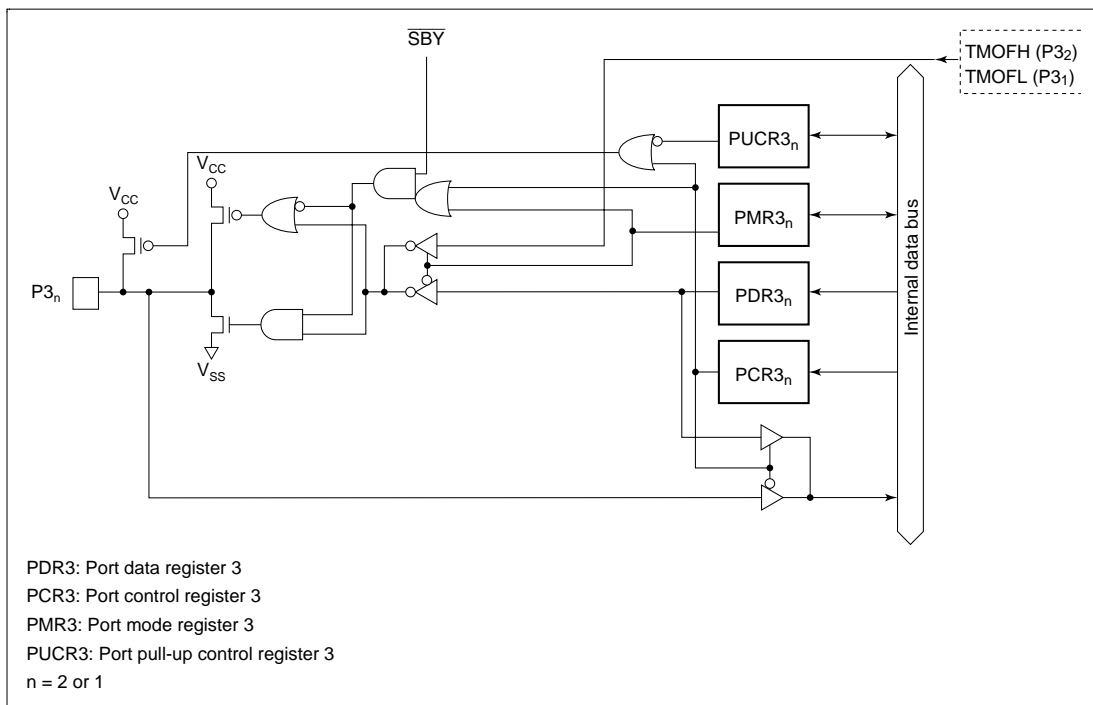 S̅B̅Y̅
TMOFH (P3₂)
TMOFL (P3₁)
PUCR3ₙ
V_CC
V_CC
PMR3ₙ
P3ₙ
PDR3ₙ
Internal data bus
V_SS
PCR3ₙ
PDR3: Port data register 3
PCR3: Port control register 3
PMR3: Port mode register 3
PUCR3: Port pull-up control register 3
n = 2 or 1